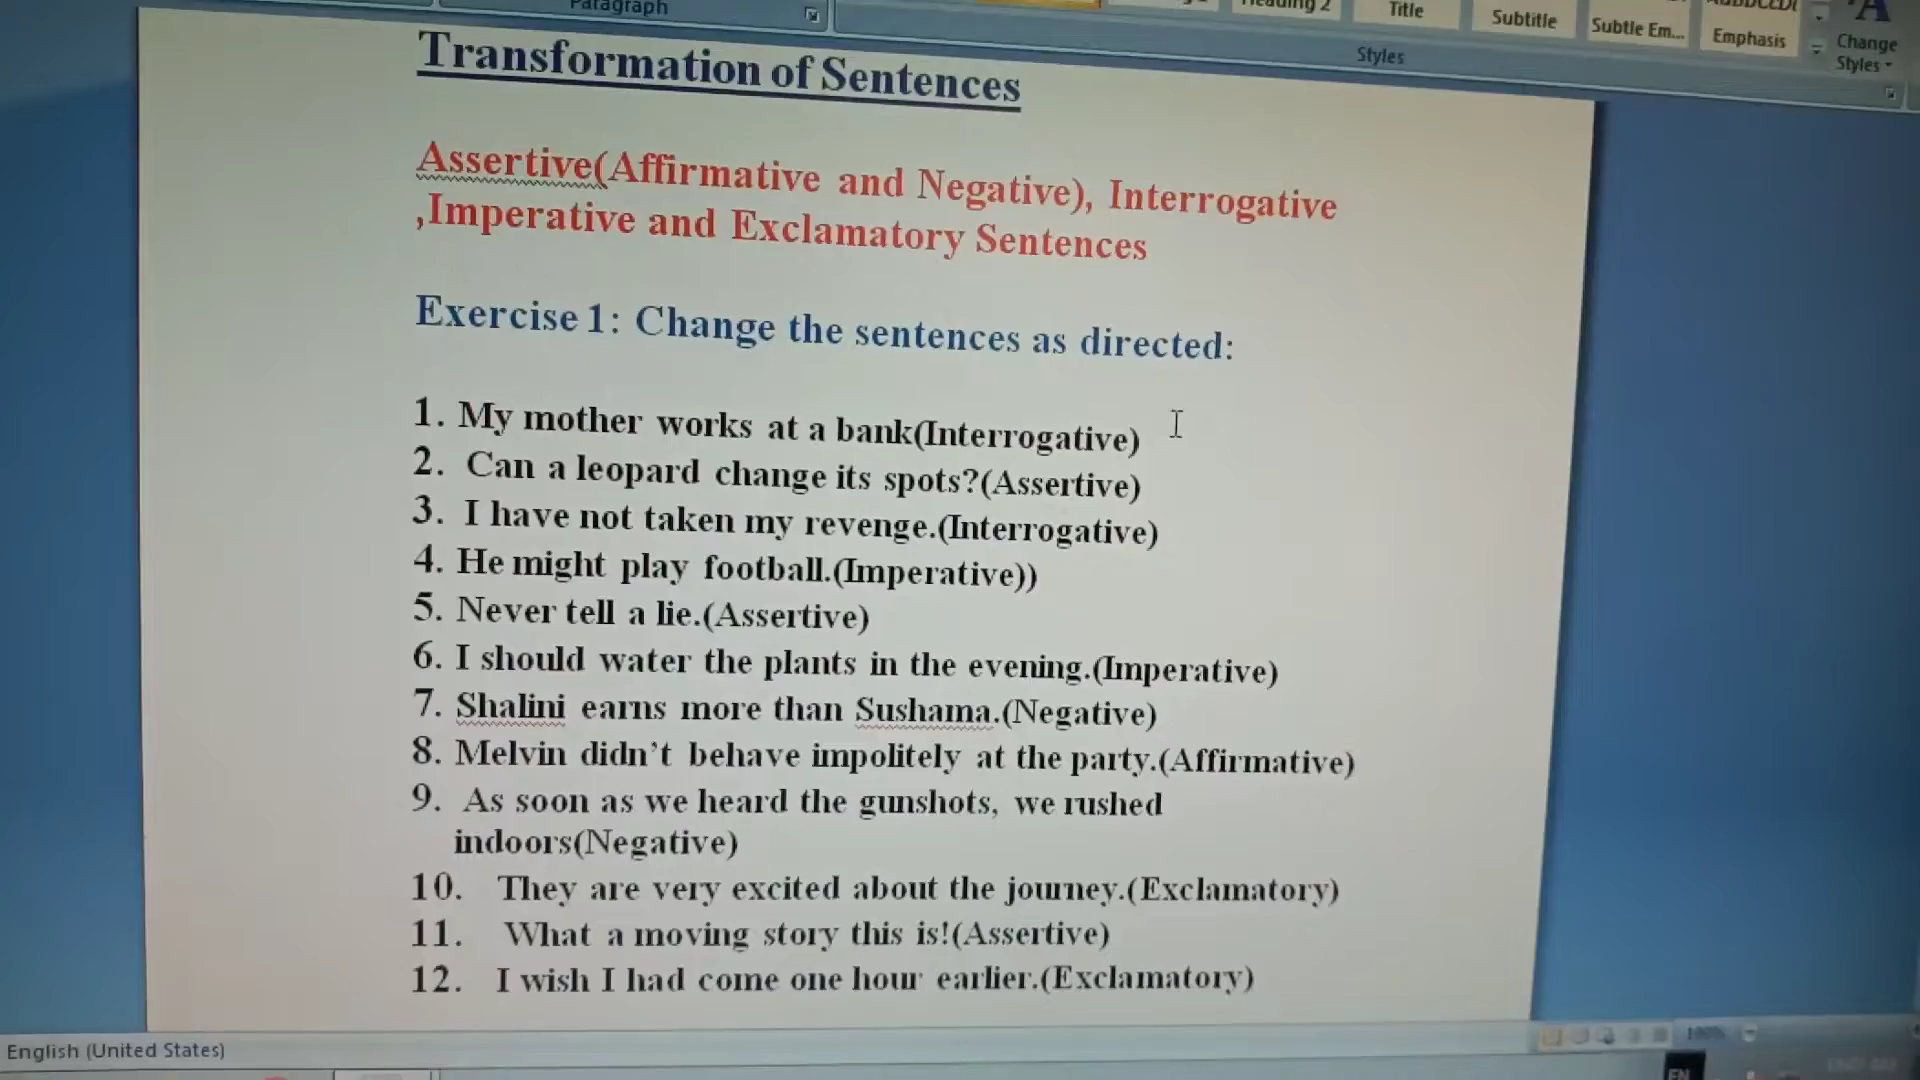 Paragraph
Heading 2
Title
Subtitle
Subtle Em...
Emphasis
Change
Styles
Styles
Transformation of Sentences
Assertive(Affirmative and Negative), Interrogative
,Imperative and Exclamatory Sentences
Exercise 1: Change the sentences as directed:
1. My mother works at a bank(Interrogative)
2. Can a leopard change its spots?(Assertive)
3. I have not taken my revenge.(Interrogative)
4. He might play football.(Imperative))
5. Never tell a lie.(Assertive)
6. I should water the plants in the evening.(Imperative)
7. Shalini earns more than Sushama.(Negative)
8. Melvin didn't behave impolitely at the party.(Affirmative)
9. As soon as we heard the gunshots, we rushed
indoors(Negative)
10. They are very excited about the journey.(Exclamatory)
11. What a moving story this is!(Assertive)
12. I wish I had come one hour earlier.(Exclamatory)
English (United States)
100%
EN